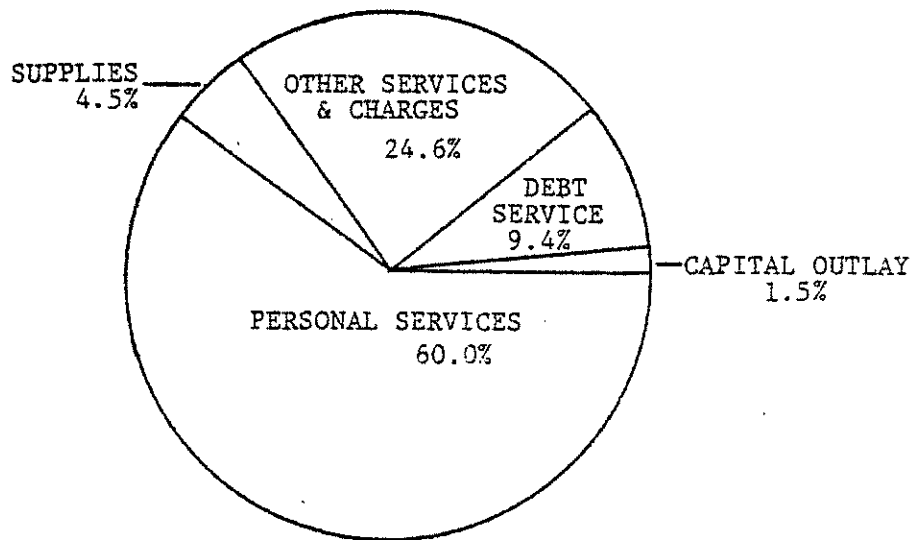 SUPPLIES
4.5%
OTHER SERVICES
& CHARGES
24.6%
DEBT
SERVICE
9.4%
CAPITAL OUTLAY
1.5%
PERSONAL SERVICES
60.0%